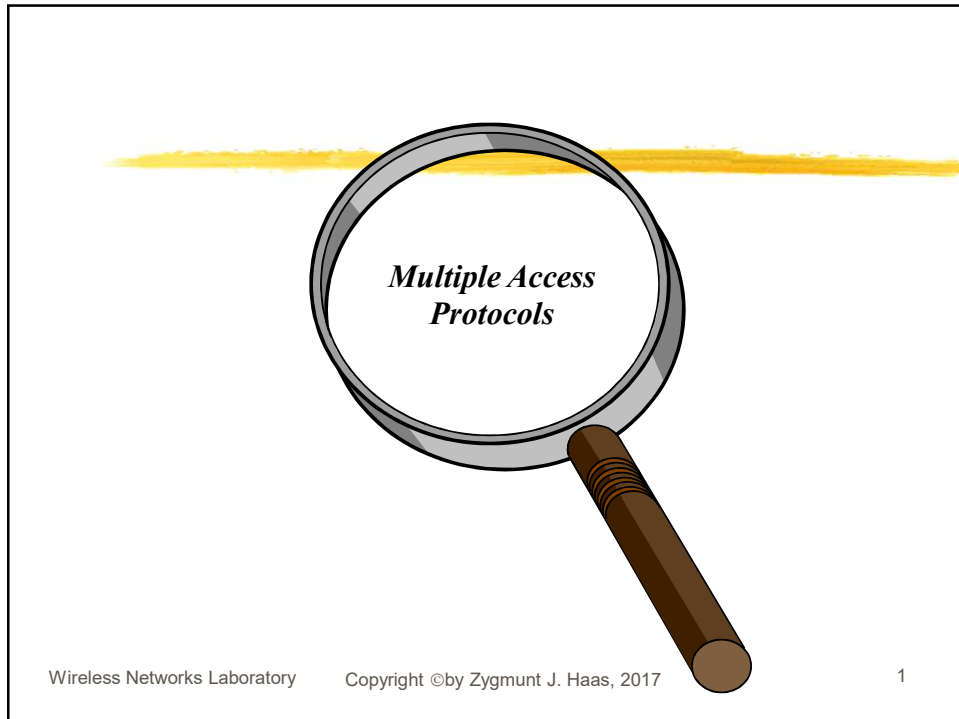 Multiple Access
Protocols
Wireless Networks Laboratory Copyright ©by Zygmunt J. Haas, 2017 1